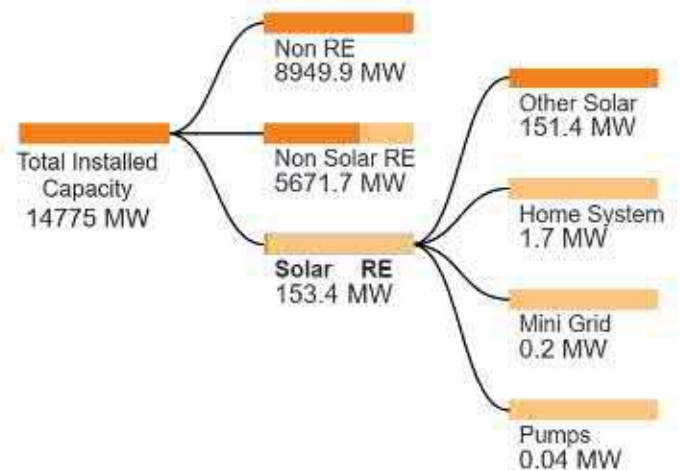 Total Installed
Capacity
14775 MW
Non RE
8949.9 MW
Non Solar RE
5671.7 MW
Solar RE
153.4 MW
Other Solar
151.4 MW
Home System
1.7 MW
Mini Grid
0.2 MW
Pumps
0.04 MW